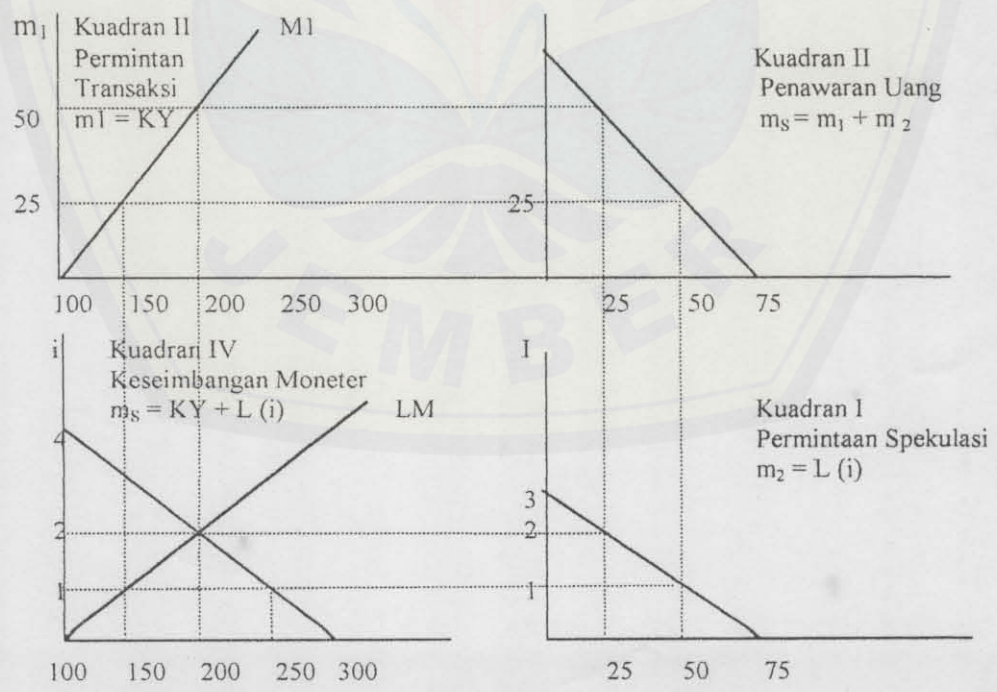 m1 Kuadran II M1
Permintan
Transaksi
50 m1 = KY
25
100 150 200 250 300
Kuadran II
Penawaran Uang
mS = m1 + m 2
25
25 50 75
i Kuadran IV
Keseimbangan Moneter
mS = KY + L (i) LM
4
2
1
100 150 200 250 300
I
Kuadran I
Permintaan Spekulasi
m2 = L (i)
3
2
1
25 50 75
JEMBER